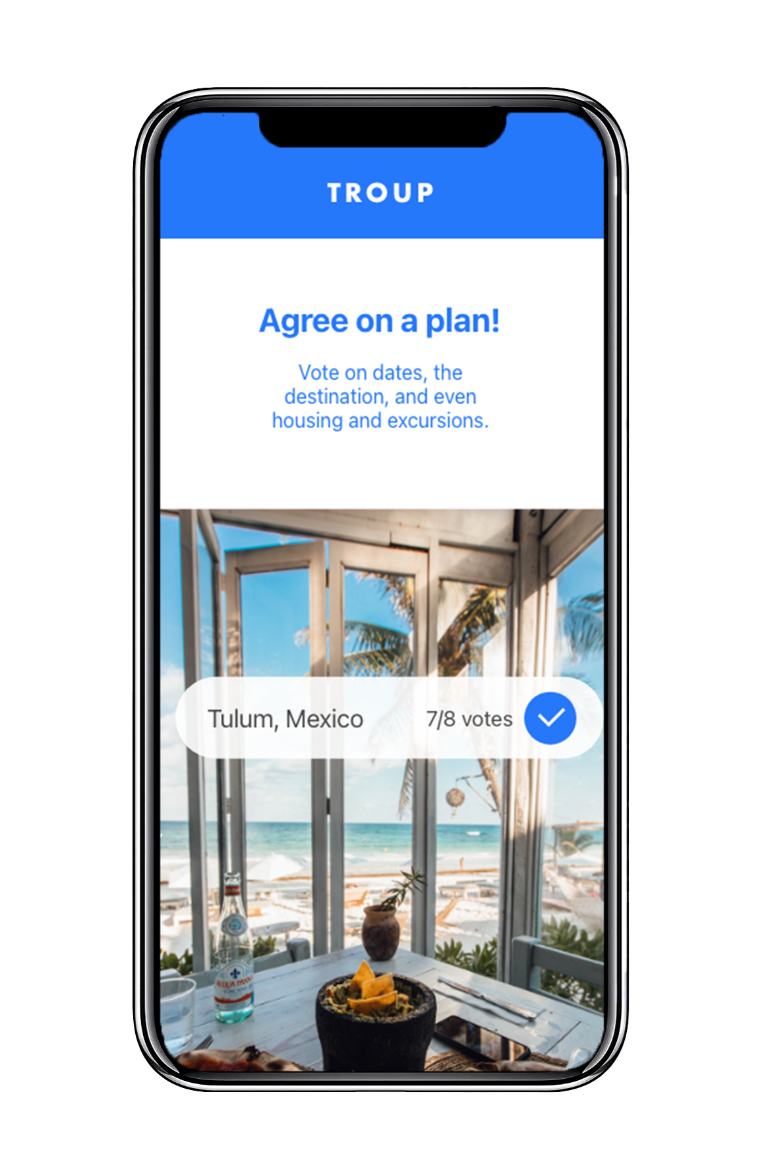 TROUP
Agree on a plan!
Vote on dates, the
destination, and even
housing and excursions.
Tulum, Mexico 7/8 votes
ACQUA PANNA